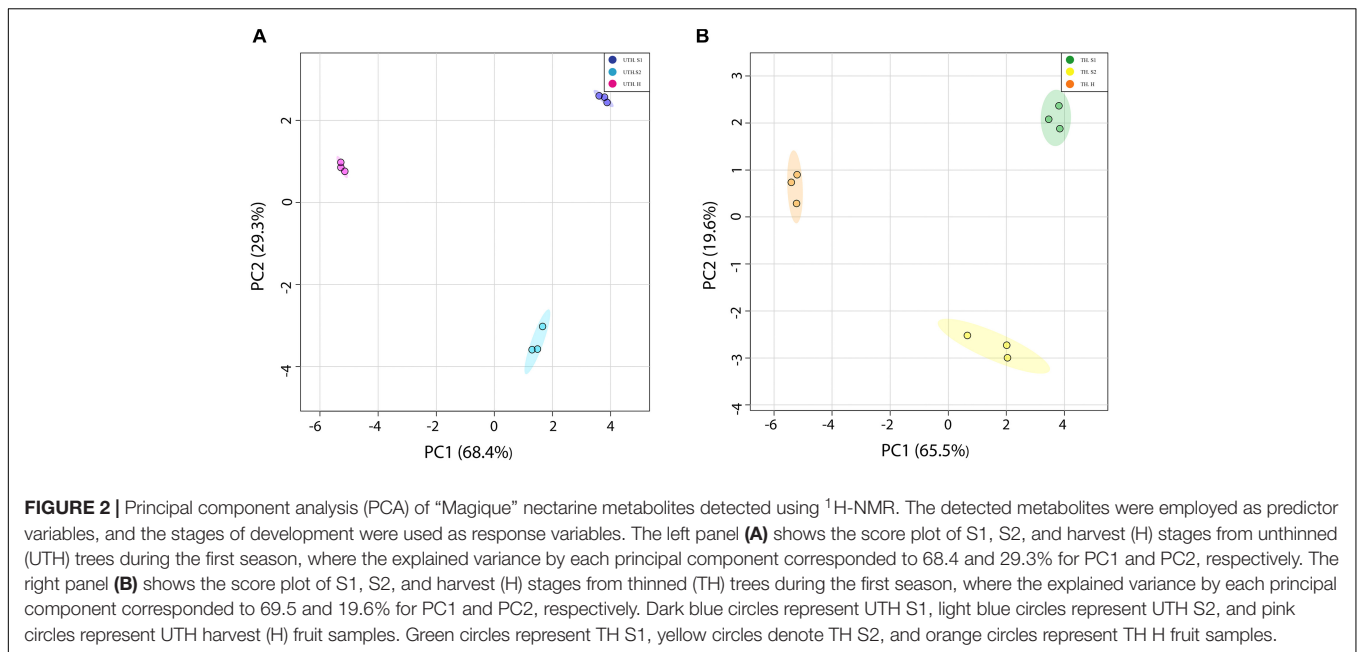 A
UTH. S1
UTH.S2
UTH. H
2
0
-2
-4
-6
-4
-2
0
2
4
PC2 (29.3%)
PC1 (68.4%)
B
TH. S1
TH. S2
TH. H
3
2
1
0
-1
-2
-3
-4
-6
-4
-2
0
2
4
PC2 (19.6%)
PC1 (65.5%)
FIGURE 2 | Principal component analysis (PCA) of “Magique” nectarine metabolites detected using ¹H-NMR. The detected metabolites were employed as predictor
variables, and the stages of development were used as response variables. The left panel (A) shows the score plot of S1, S2, and harvest (H) stages from unthinned
(UTH) trees during the first season, where the explained variance by each principal component corresponded to 68.4 and 29.3% for PC1 and PC2, respectively. The
right panel (B) shows the score plot of S1, S2, and harvest (H) stages from thinned (TH) trees during the first season, where the explained variance by each principal
component corresponded to 69.5 and 19.6% for PC1 and PC2, respectively. Dark blue circles represent UTH S1, light blue circles represent UTH S2, and pink
circles represent UTH harvest (H) fruit samples. Green circles represent TH S1, yellow circles denote TH S2, and orange circles represent TH H fruit samples.